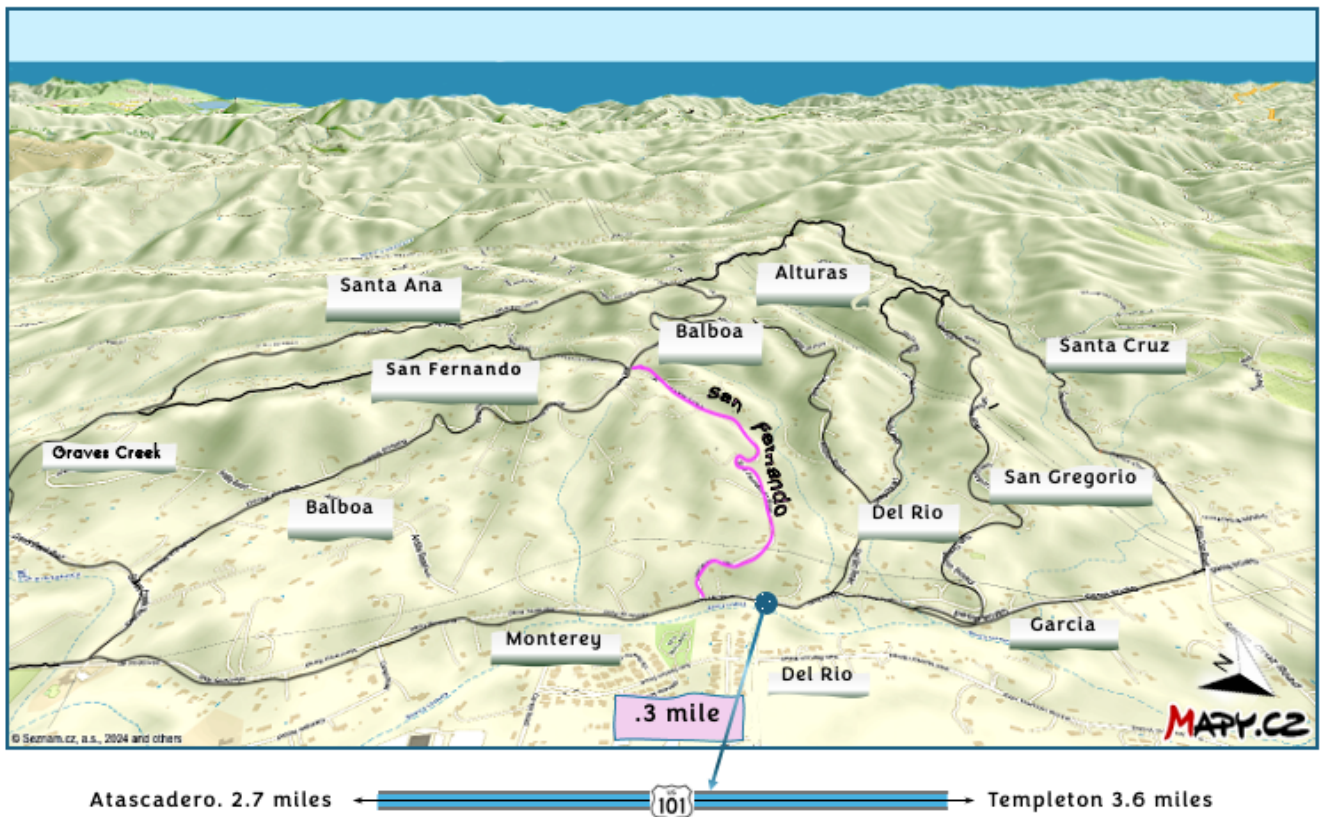 Alturas
Santa Ana
Balboa
Santa Cruz
San Fernando
San
Fernando
Graves Creek
San Gregorio
Balboa
Del Rio
Garcia
Monterey
Del Rio
.3 mile
N
MAPY.CZ
© Seznam.cz, a.s., 2024 and others
Atascadero. 2.7 miles
US
101
Templeton 3.6 miles